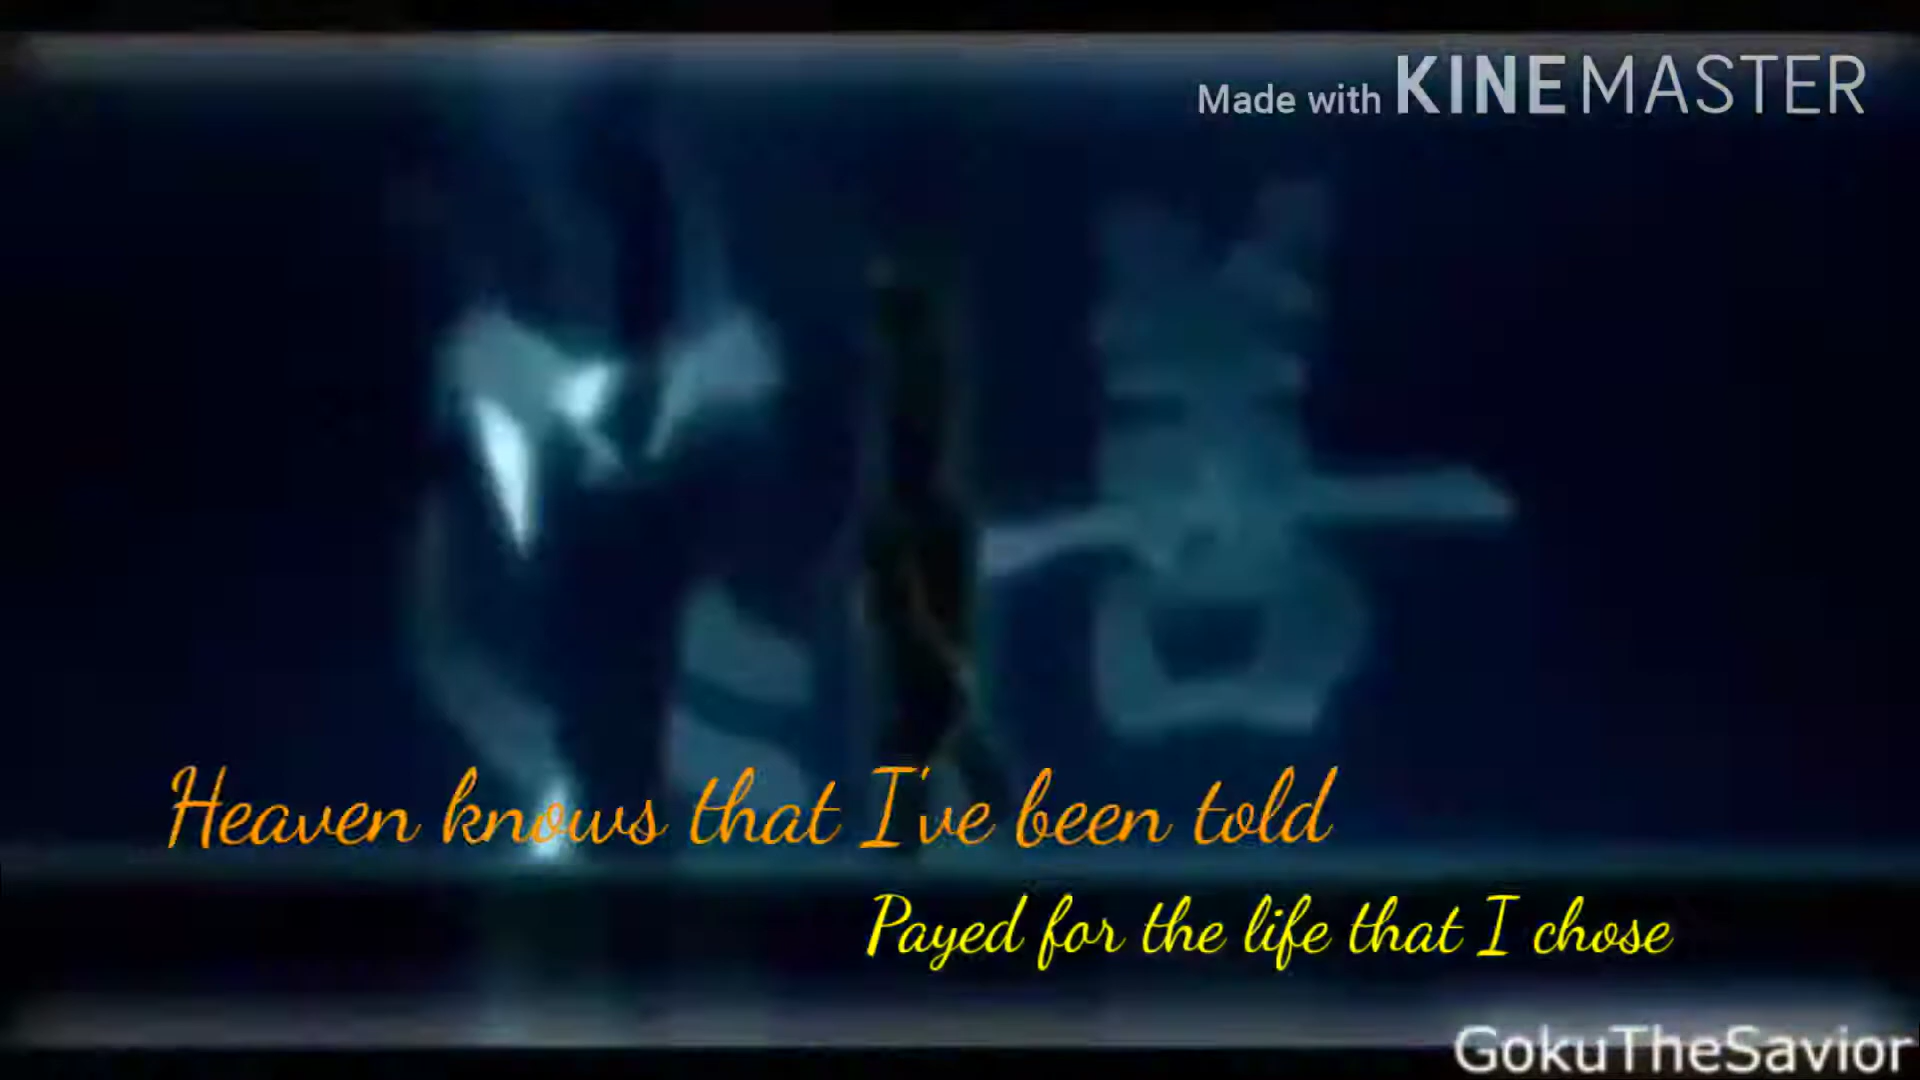 Made with KINEMASTER
Heaven knows that I've been told
Payed for the life that I chose
GokuTheSavior